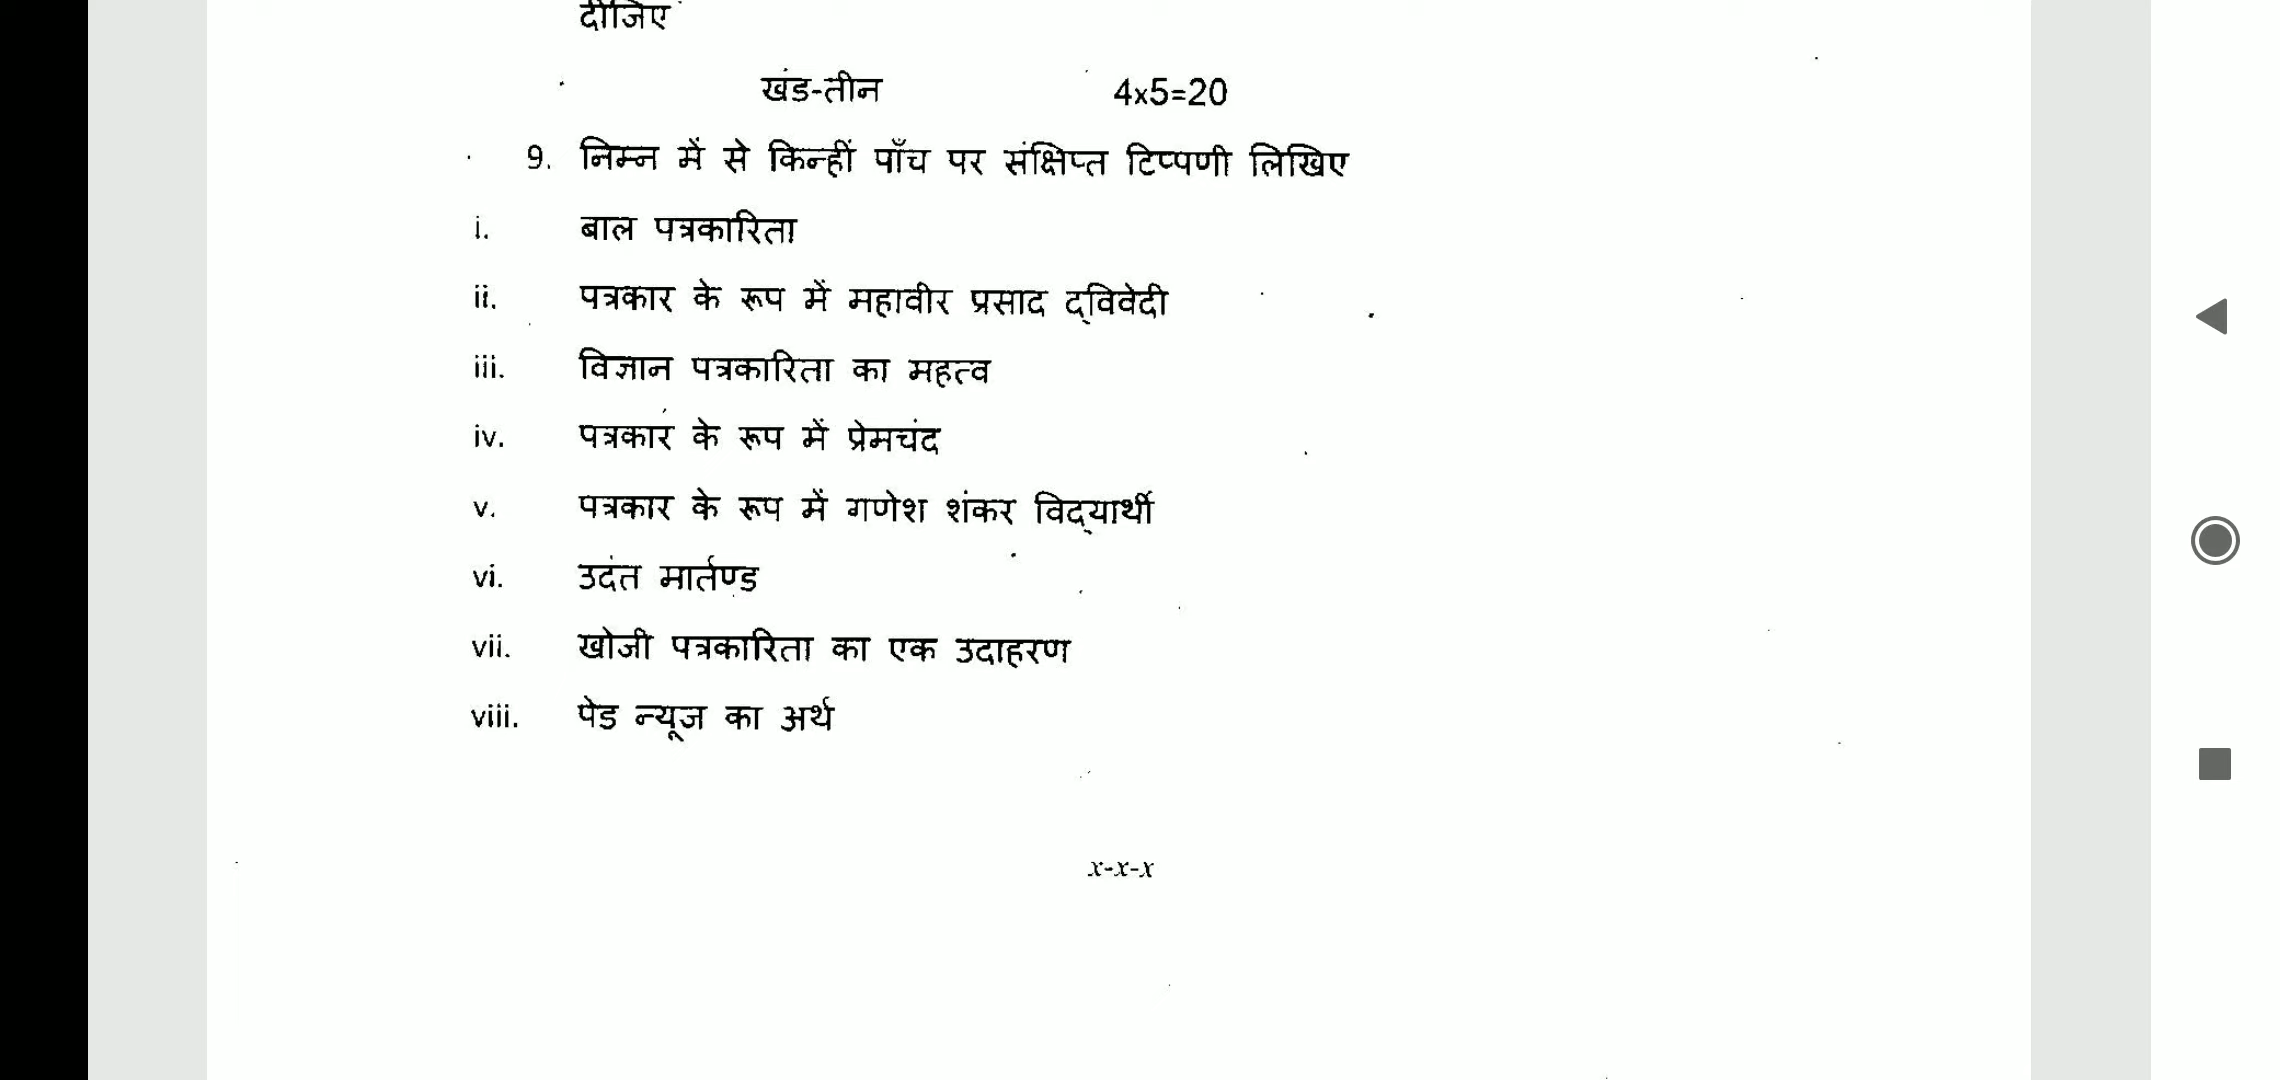 दीजिए
खंड-तीन 4x5=20
9. निम्न में से किन्हीं पाँच पर संक्षिप्त टिप्पणी लिखिए
i. बाल पत्रकारिता
ii. पत्रकार के रूप में महावीर प्रसाद द्विवेदी
iii. विज्ञान पत्रकारिता का महत्व
iv. पत्रकार के रूप में प्रेमचंद
v. पत्रकार के रूप में गणेश शंकर विद्यार्थी
vi. उदंत मार्तण्ड
vii. खोजी पत्रकारिता का एक उदाहरण
viii. पेड न्यूज का अर्थ
x-x-x